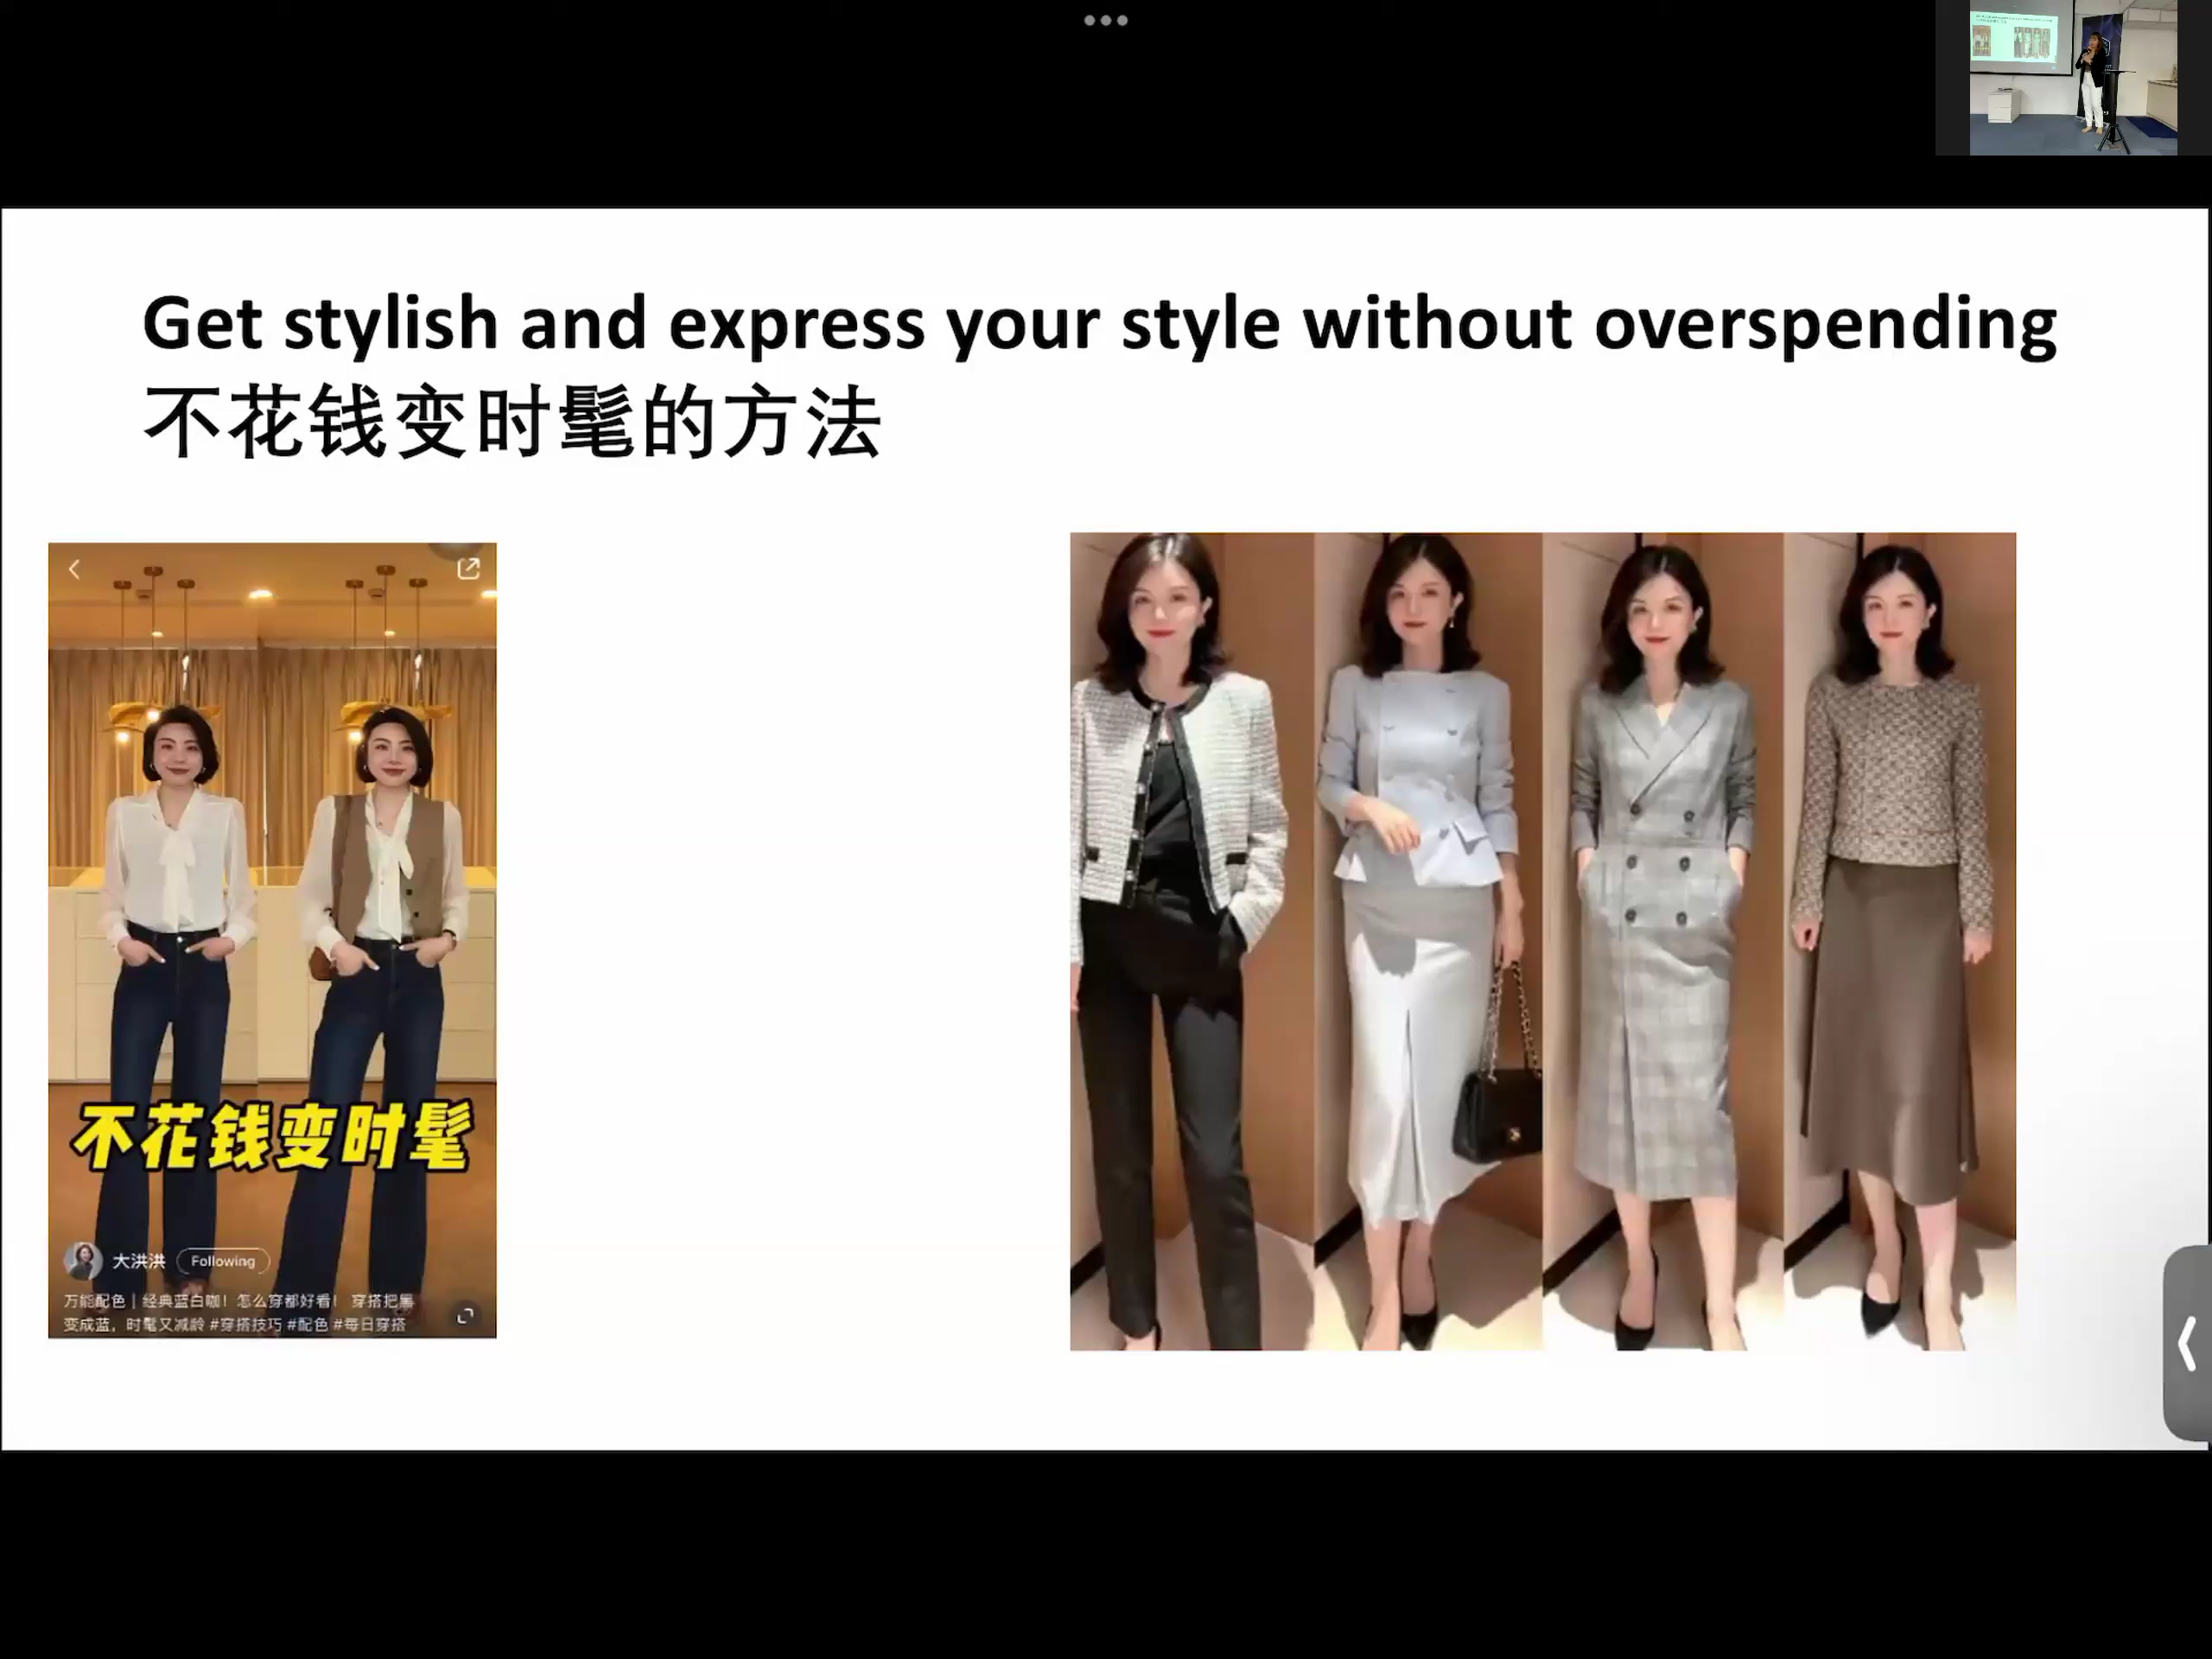 Get stylish and express your style without overspending
不花钱变时髦的方法
不花钱变时髦
大洪洪 Following
万能配色｜经典蓝白咖！怎么穿都好看！ 穿搭把黑
变成蓝，时髦又减龄 #穿搭技巧 #配色 #每日穿搭